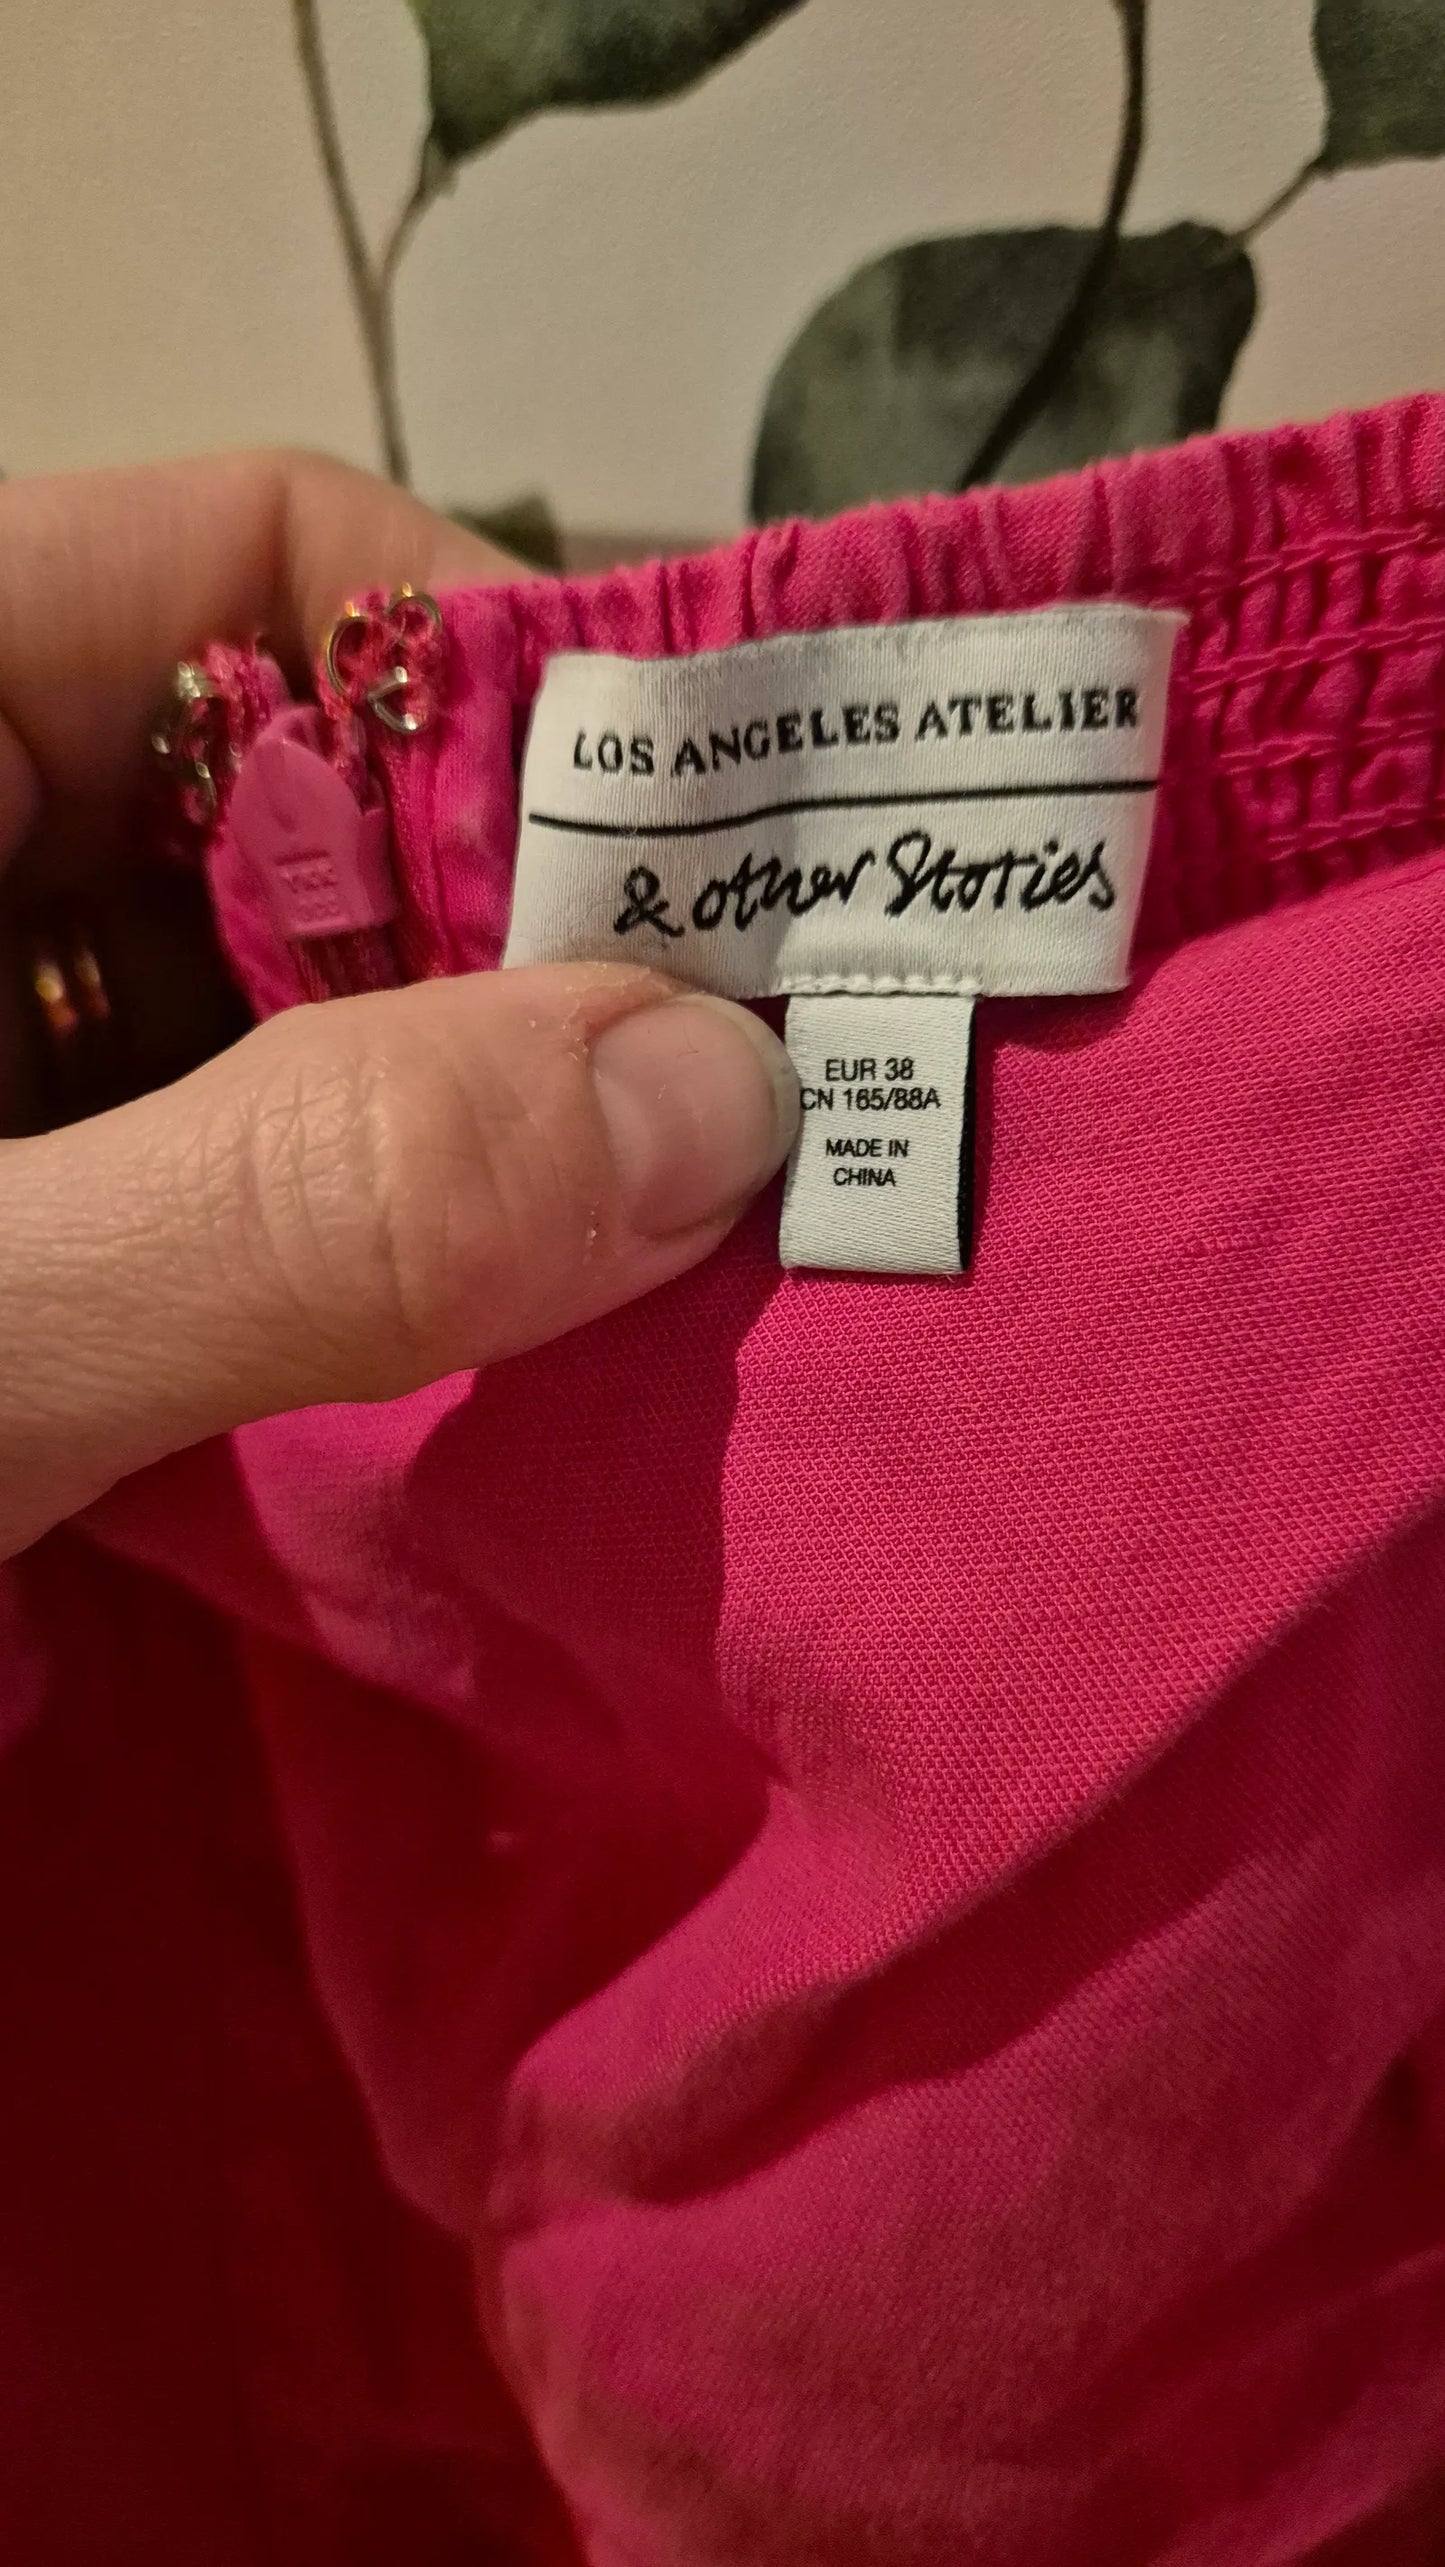 LOS ANGELES ATELIER
& other Stories
EUR 38
CN 165/88A
MADE IN
CHINA